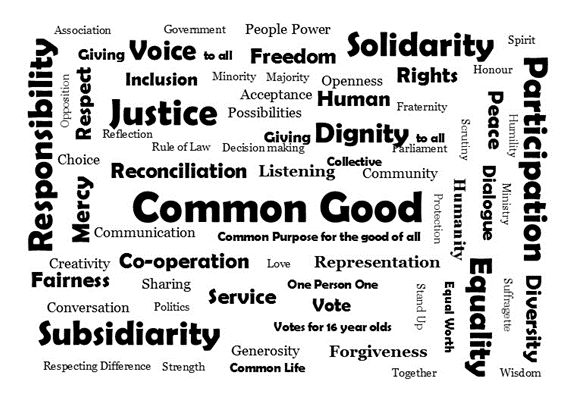 Association
Government
People Power
Giving Voice to all
Freedom
Solidarity
Spirit
Responsibility
Opposition
Respect
Inclusion
Minority
Majority
Openness
Rights
Honour
Participation
Acceptance
Human
Fraternity
Justice
Possibilities
Peace
Humility
Reflection
Giving Dignity to all
Scrutiny
Rule of Law
Decision making
Parliament
Choice
Collective
Reconciliation
Listening
Community
Dialogue
Ministry
Mercy
Humanity
Protection
Common Good
Communication
Common Purpose for the good of all
Creativity
Co-operation
Love
Representation
Equality
Diversity
Fairness
Sharing
Service
One Person One
Vote
Stand Up
Equal Worth
Suffragette
Conversation
Politics
Subsidiarity
Votes for 16 year olds
Generosity
Forgiveness
Respecting Difference
Strength
Common Life
Together
Wisdom